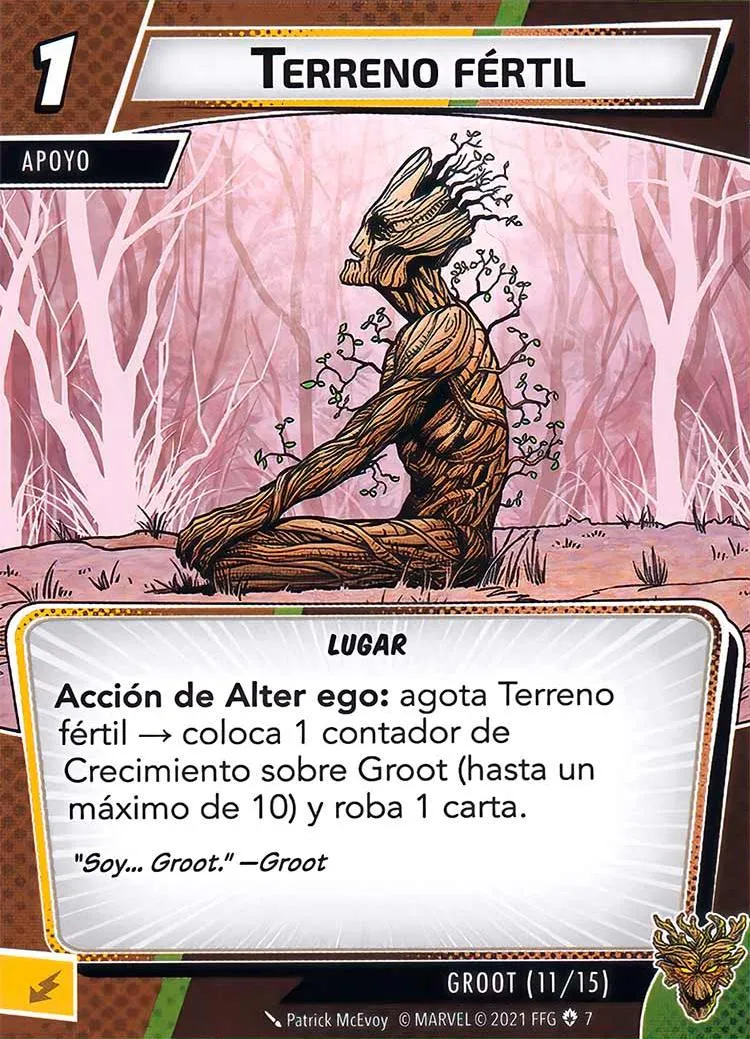 1
TERRENO FÉRTIL
APOYO
LUGAR
Acción de Alter ego: agota Terreno
fértil → coloca 1 contador de
Crecimiento sobre Groot (hasta un
máximo de 10) y roba 1 carta.
"Soy... Groot." —Groot
GROOT (11/15)
Patrick McEvoy © MARVEL © 2021 FFG 7